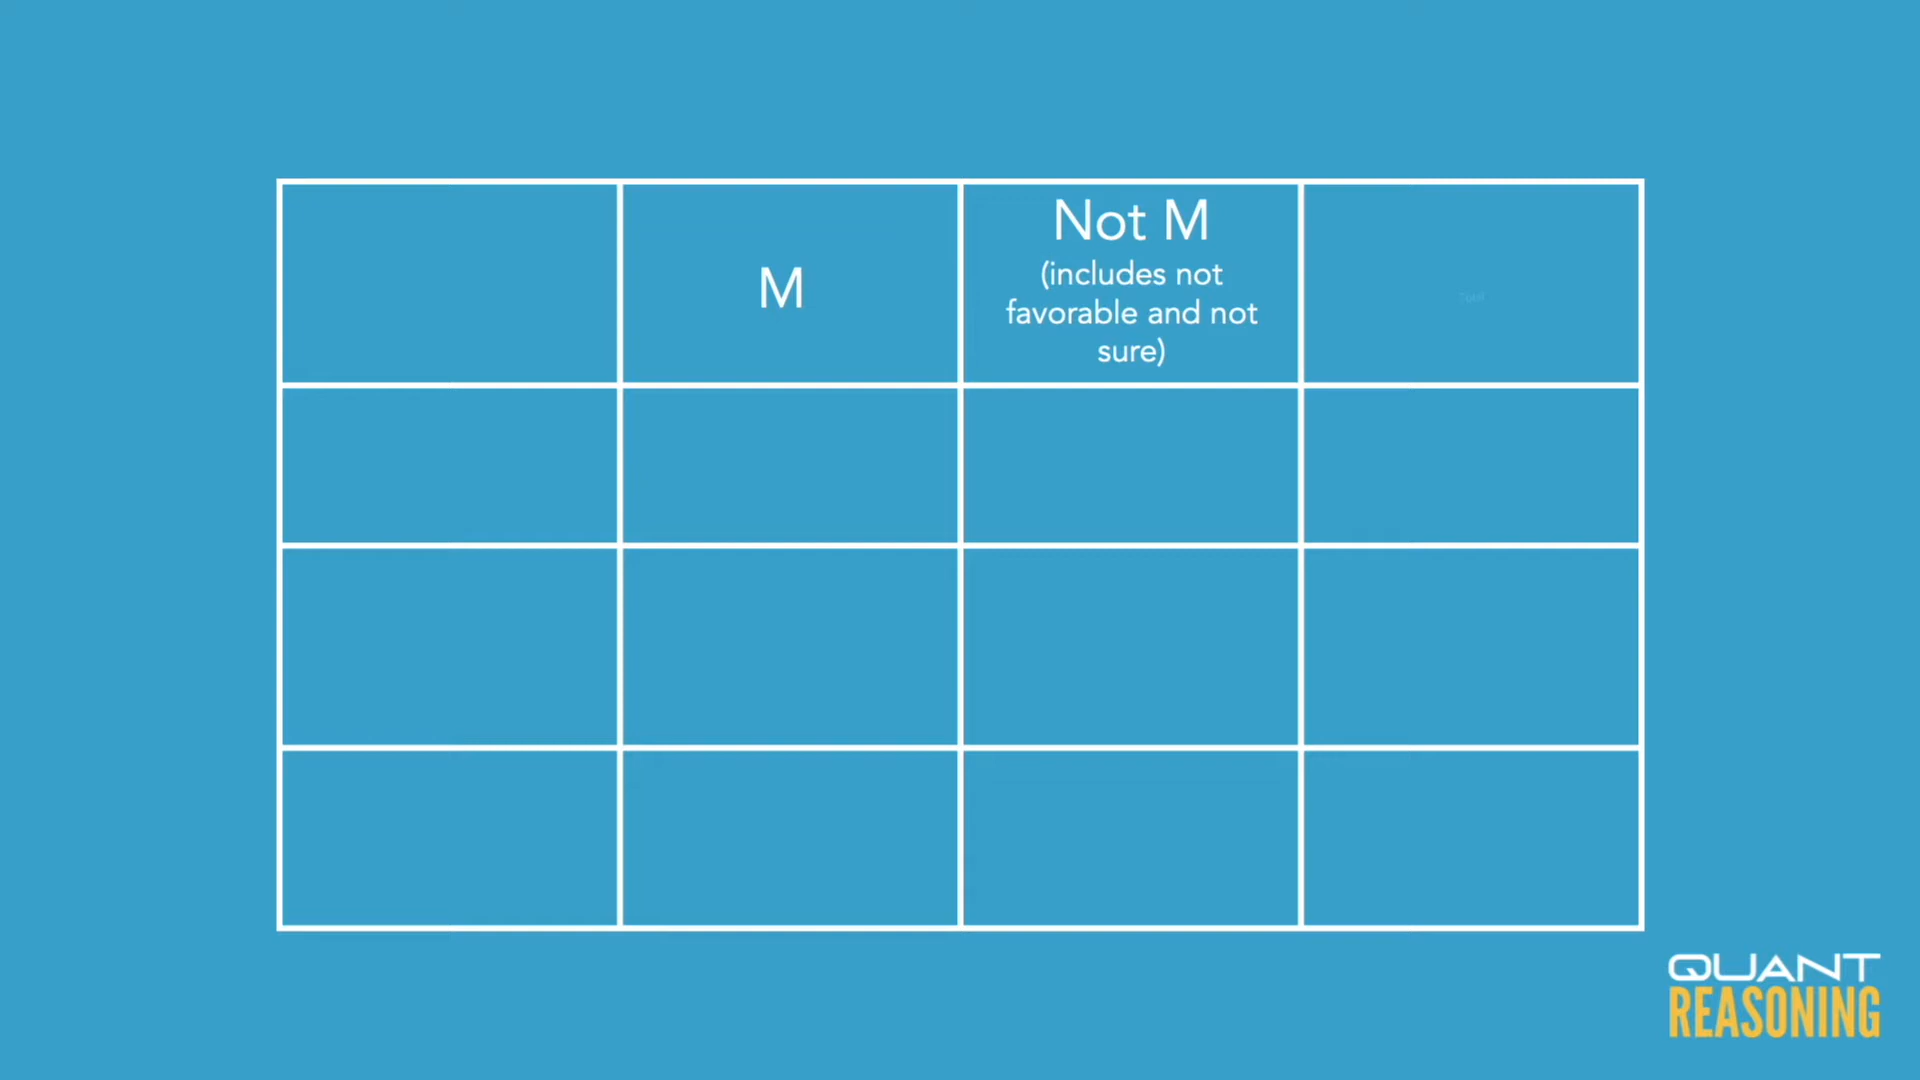 M
Not M
(includes not
favorable and not
sure)
QUANT
REASONING